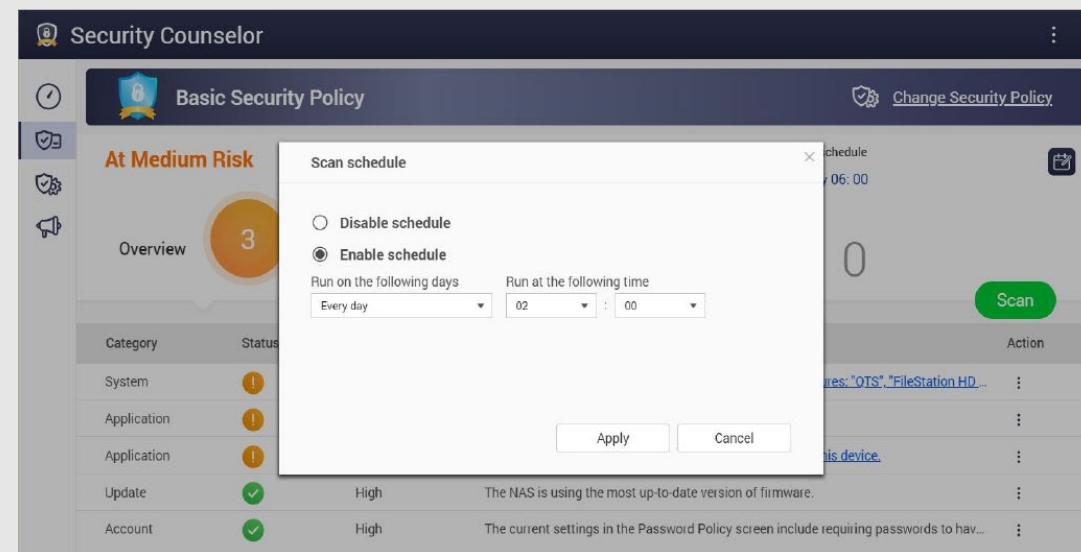 Security Counselor
Basic Security Policy
Change Security Policy
At Medium Risk
Scan schedule
chedule
06: 00
Disable schedule
Overview
3
Enable schedule
0
Run on the following days
Run at the following time
Every day
02
:
00
Scan
Category
Status
Action
System
res: "QTS", "FileStation HD ...
Application
Apply
Cancel
Application
his device.
Update
High
The NAS is using the most up-to-date version of firmware.
Account
High
The current settings in the Password Policy screen include requiring passwords to hav...